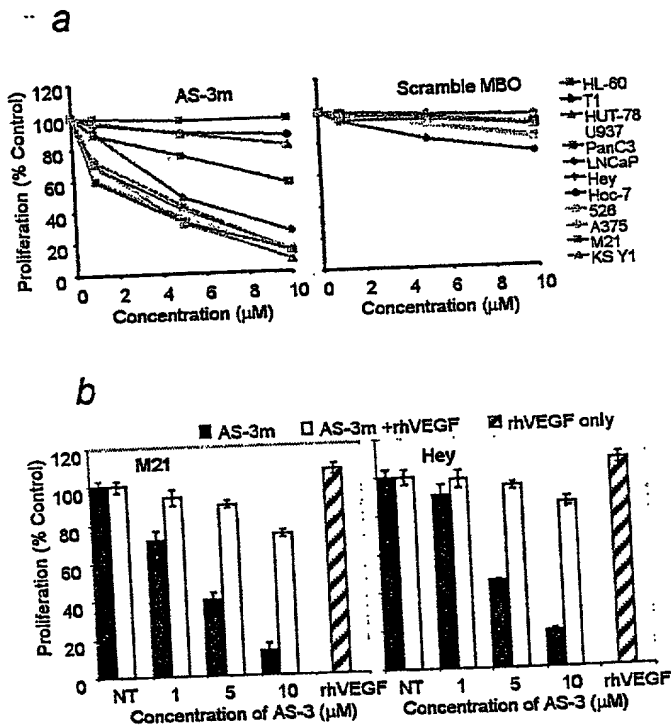 a
AS-3m
Scramble MBO
Proliferation (% Control)
120
100
80
60
40
20
0
0 2 4 6 8 10
Concentration (µM)
0 2 4 6 8 10
Concentration (µM)
HL-60
T1
HUT-78
U937
PanC3
LNCaP
Hey
Hoc-7
526
A375
M21
KS Y1
b
AS-3m AS-3m +rhVEGF rhVEGF only
M21
Hey
Proliferation (% Control)
120
100
80
60
40
20
0
NT 1 5 10 rhVEGF
NT 1 5 10 rhVEGF
Concentration of AS-3 (µM)
Concentration of AS-3 (µM)